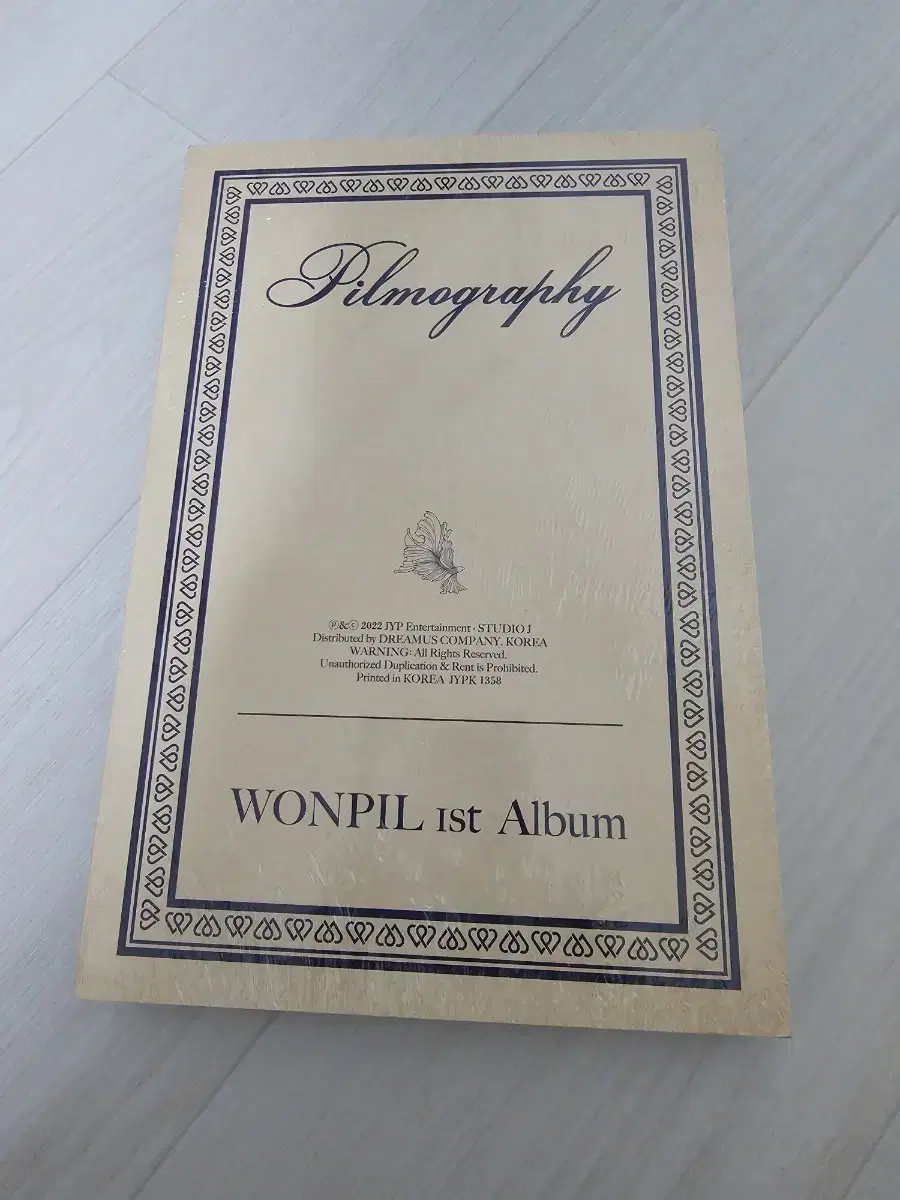 Pilmography
Ⓟ&ⓒ 2022 JYP Entertainment · STUDIO J
Distributed by DREAMUS COMPANY. KOREA
WARNING: All Rights Reserved.
Unauthorized Duplication & Rent is Prohibited.
Printed in KOREA JYPK 1358
WONPIL 1st Album